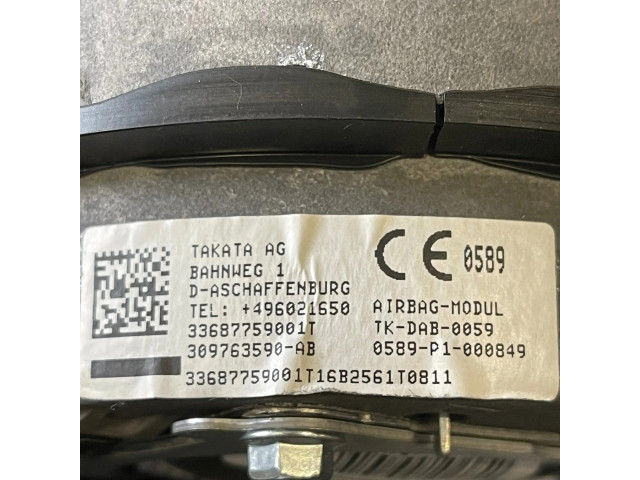 TAKATA AG
BAHNWEG 1
D-ASCHAFFENBURG
TEL: +496021650
33687759001T
309763590-AB
33687759001T16B2561T0811
CE 0589
AIRBAG-MODUL
TK-DAB-0059
0589-P1-000849